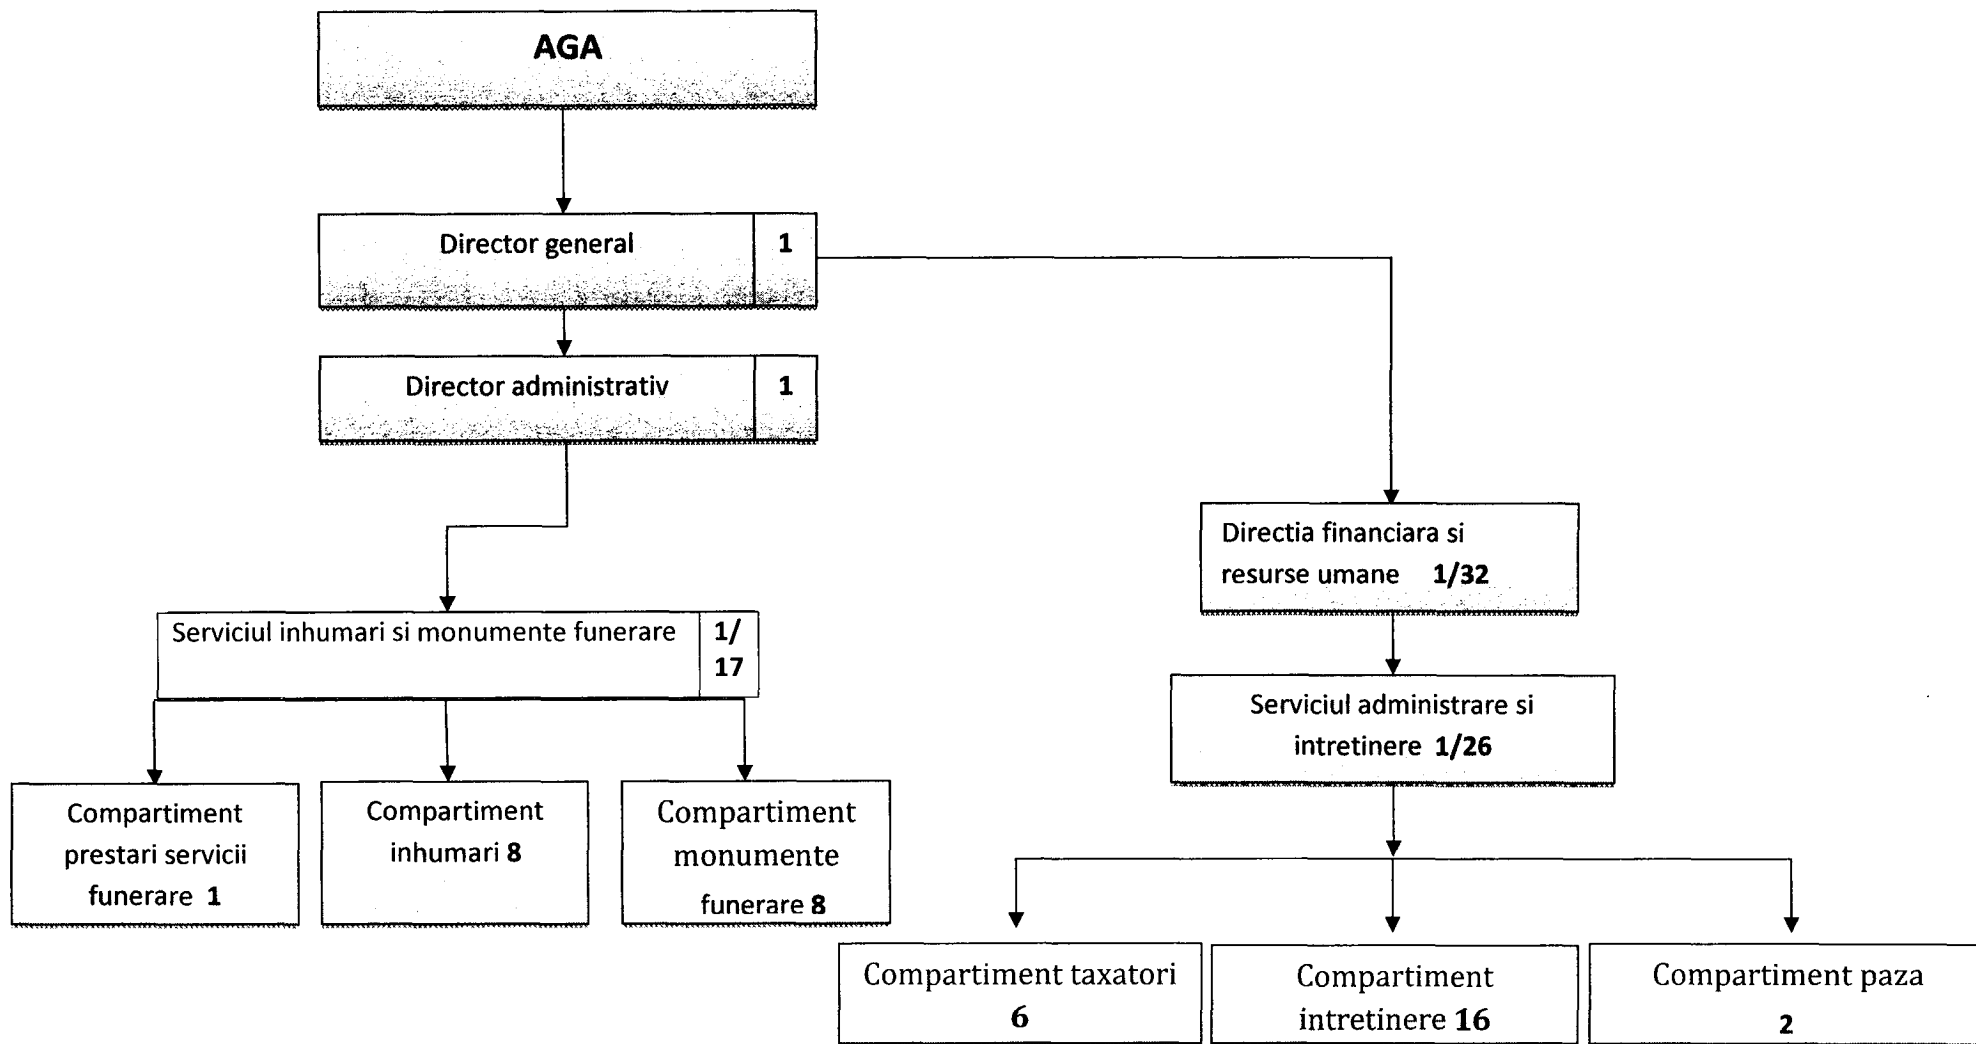 AGA
Director general 1
Director administrativ 1
Directia financiara si
resurse umane 1/32
Serviciul inhumari si monumente funerare 1/
17
Serviciul administrare si
intretinere 1/26
Compartiment
prestari servicii
funerare 1
Compartiment
inhumari 8
Compartiment
monumente
funerare 8
Compartiment taxatori
6
Compartiment
intretinere 16
Compartiment paza
2